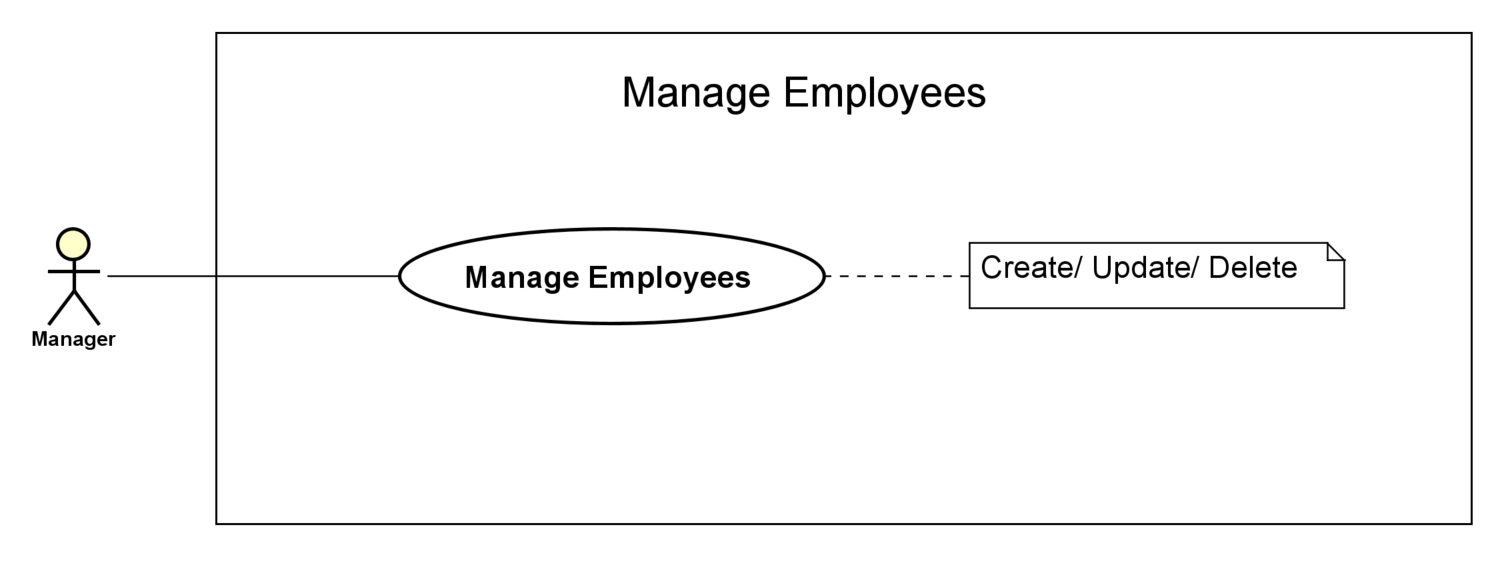 Manage Employees
Manage Employees
Create/ Update/ Delete
Manager